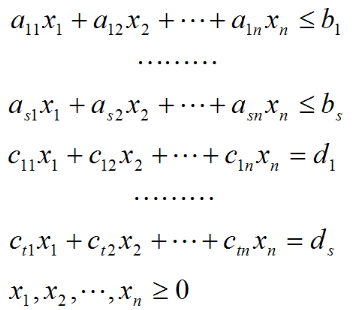 a₁₁x₁ + a₁₂x₂ + ⋯ + a₁ₙxₙ ≤ b₁
⋯⋯⋯
aₛ₁x₁ + aₛ₂x₂ + ⋯ + aₛₙxₙ ≤ bₛ
c₁₁x₁ + c₁₂x₂ + ⋯ + c₁ₙxₙ = d₁
⋯⋯⋯
cₜ₁x₁ + cₜ₂x₂ + ⋯ + cₜₙxₙ = dₛ
x₁, x₂, ⋯, xₙ ≥ 0